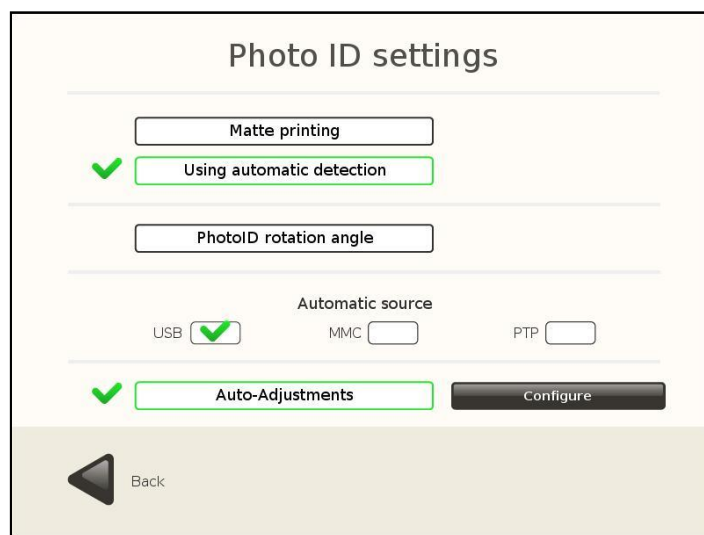 Photo ID settings
Matte printing
Using automatic detection
PhotoID rotation angle
Automatic source
USB MMC PTP
Auto-Adjustments Configure
Back